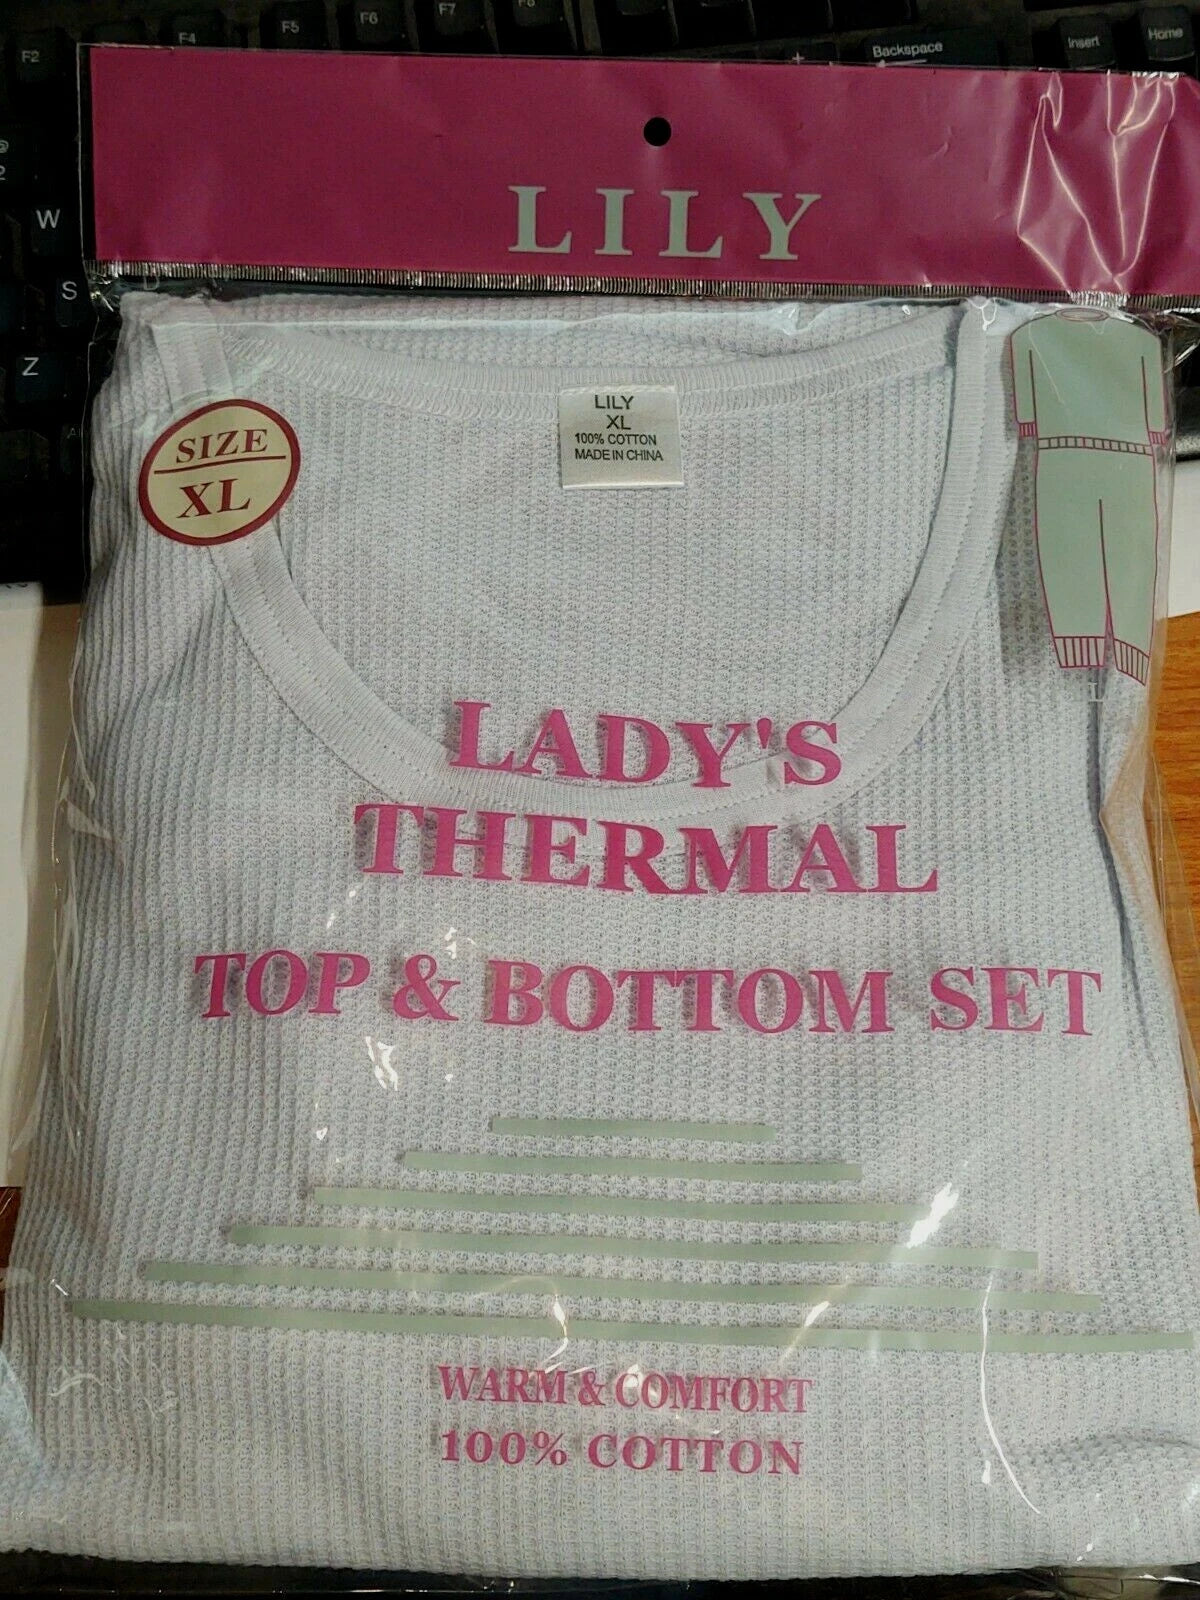 F2
F4
F5
F6
F7
F8
Backspace
Insert
Home
W
S
D
Z
LILY
LILY
XL
100% COTTON
MADE IN CHINA
SIZE
XL
LADY'S
THERMAL
TOP & BOTTOM SET
WARM & COMFORT
100% COTTON